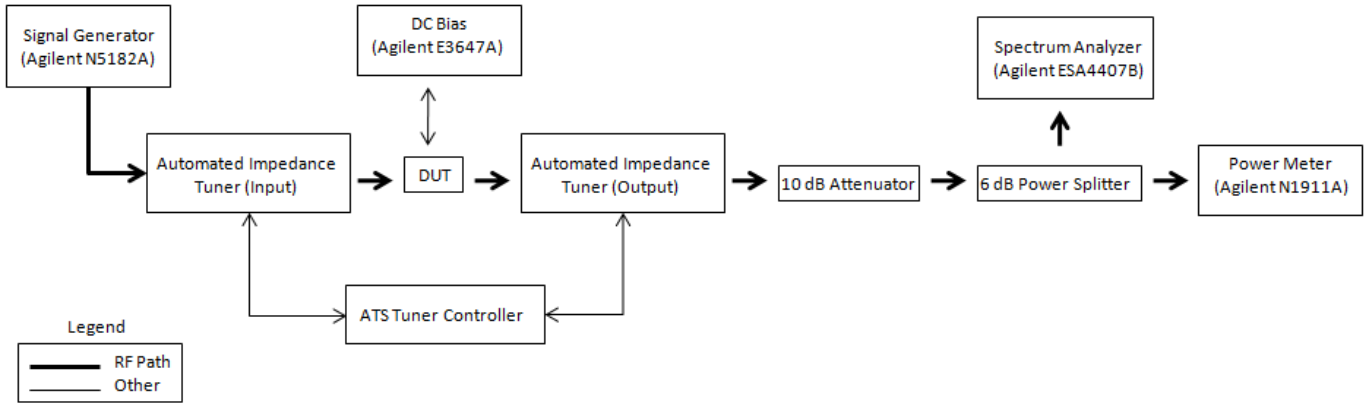 Signal Generator
(Agilent N5182A)
DC Bias
(Agilent E3647A)
Spectrum Analyzer
(Agilent ESA4407B)
Automated Impedance
Tuner (Input)
DUT
Automated Impedance
Tuner (Output)
10 dB Attenuator
6 dB Power Splitter
Power Meter
(Agilent N1911A)
ATS Tuner Controller
Legend
RF Path
Other